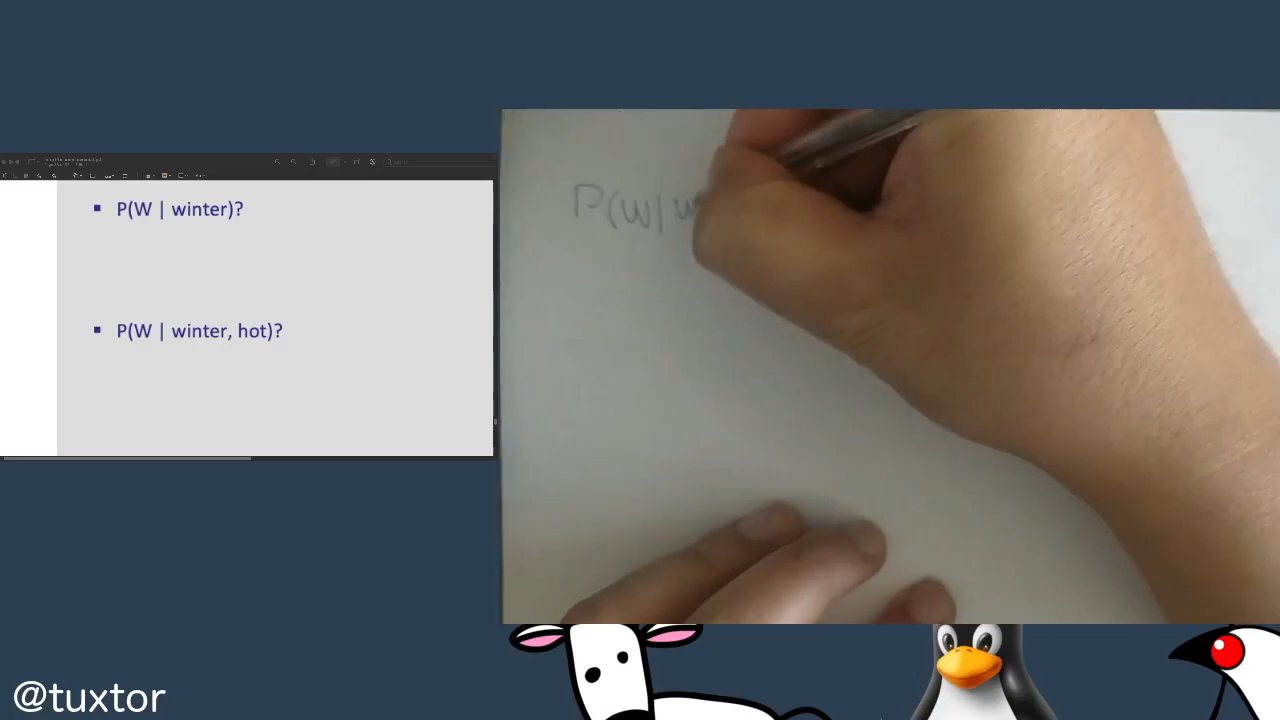 P(W | winter)?
P(W | winter, hot)?
P(W| w
@tuxtor